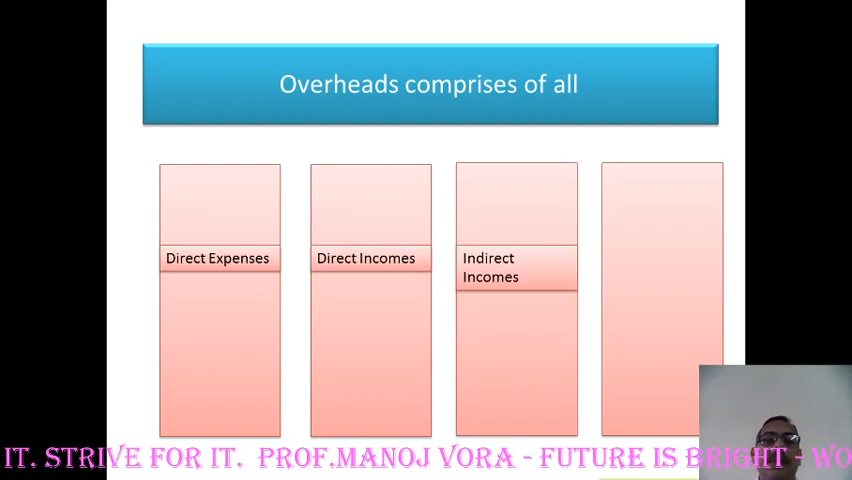 Overheads comprises of all
Direct Expenses
Direct Incomes
Indirect
Incomes
IT. STRIVE FOR IT. PROF.MANOJ VORA - FUTURE IS BRIGHT - WO